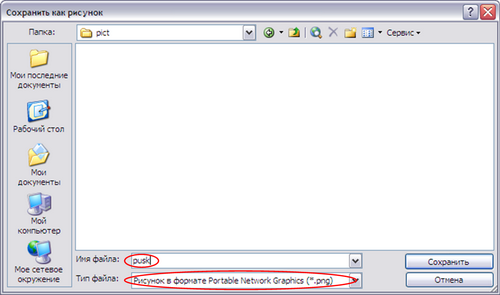 Сохранить как рисунок
Папка:
pict
Сервис
Мои последние
документы
Рабочий стол
Мои
документы
Мой
компьютер
Мое сетевое
окружение
Имя файла:
pusk
Тип файла:
Рисунок в формате Portable Network Graphics (*.png)
Сохранить
Отмена